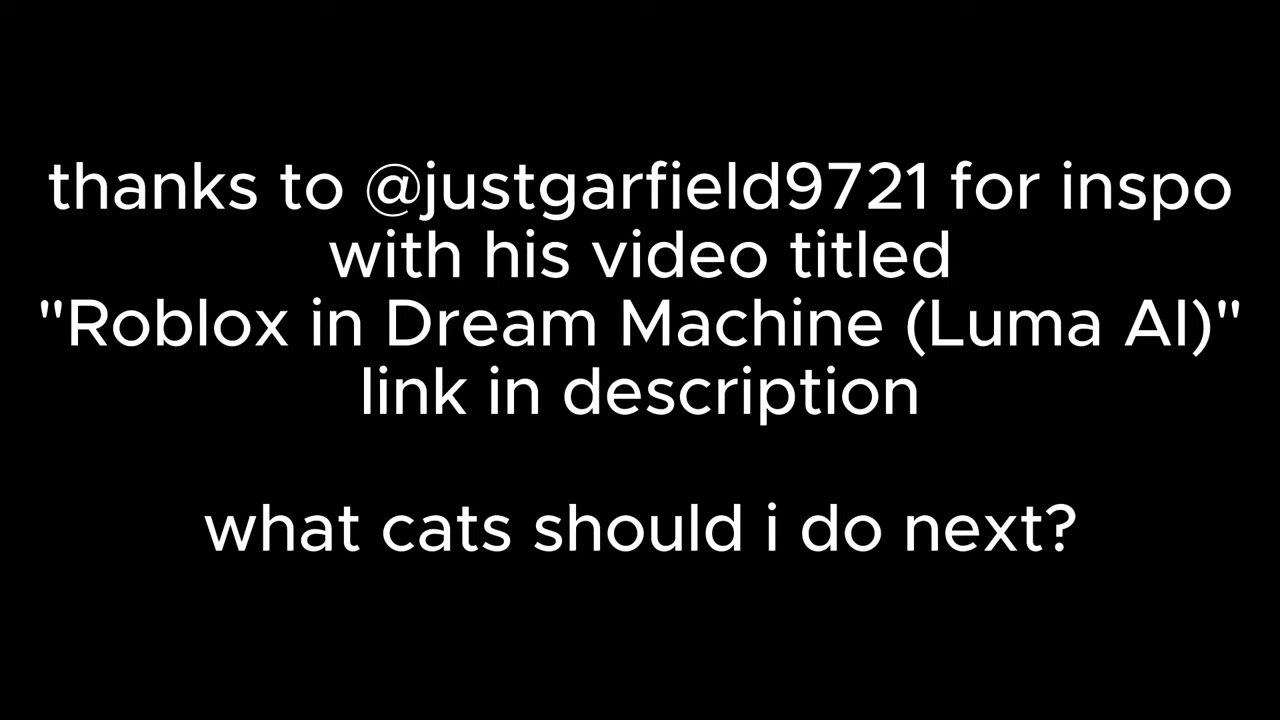 thanks to @justgarfield9721 for inspo
with his video titled
"Roblox in Dream Machine (Luma AI)"
link in description
what cats should i do next?